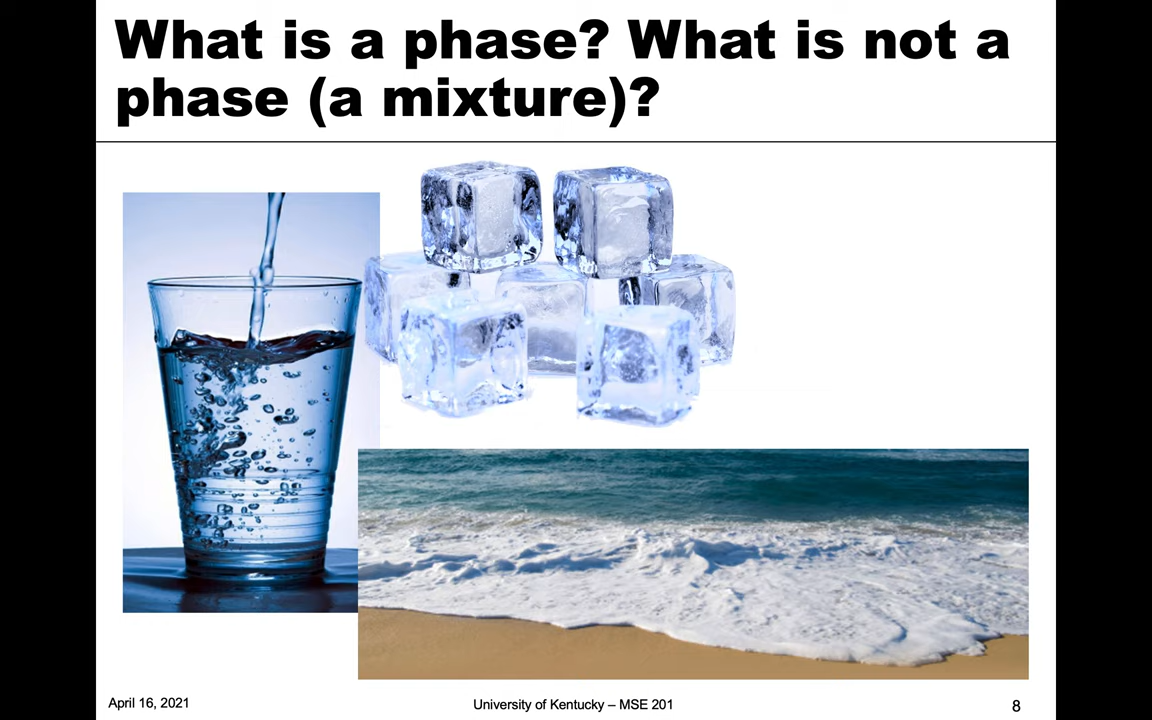 What is a phase? What is not a
phase (a mixture)?
April 16, 2021
University of Kentucky – MSE 201
8